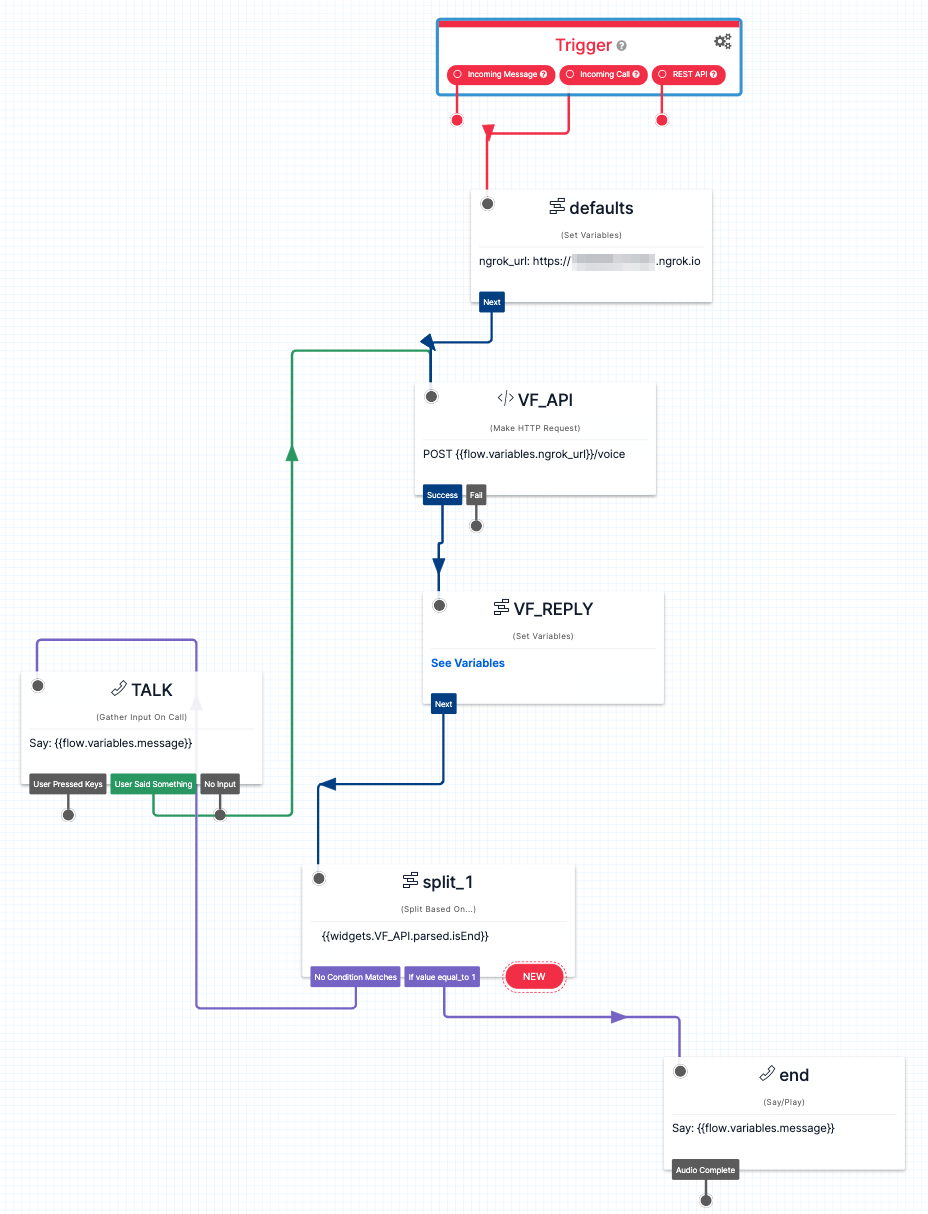 Trigger
Incoming Message
Incoming Call
REST API
defaults
(Set Variables)
ngrok_url: https:// .ngrok.io
Next
VF_API
(Make HTTP Request)
POST {{flow.variables.ngrok_url}}/voice
Success Fail
VF_REPLY
(Set Variables)
See Variables
Next
TALK
(Gather Input On Call)
Say: {{flow.variables.message}}
User Pressed Keys User Said Something No Input
split_1
(Split Based On...)
{{widgets.VF_API.parsed.isEnd}}
No Condition Matches If value equal_to 1 NEW
end
(Say/Play)
Say: {{flow.variables.message}}
Audio Complete